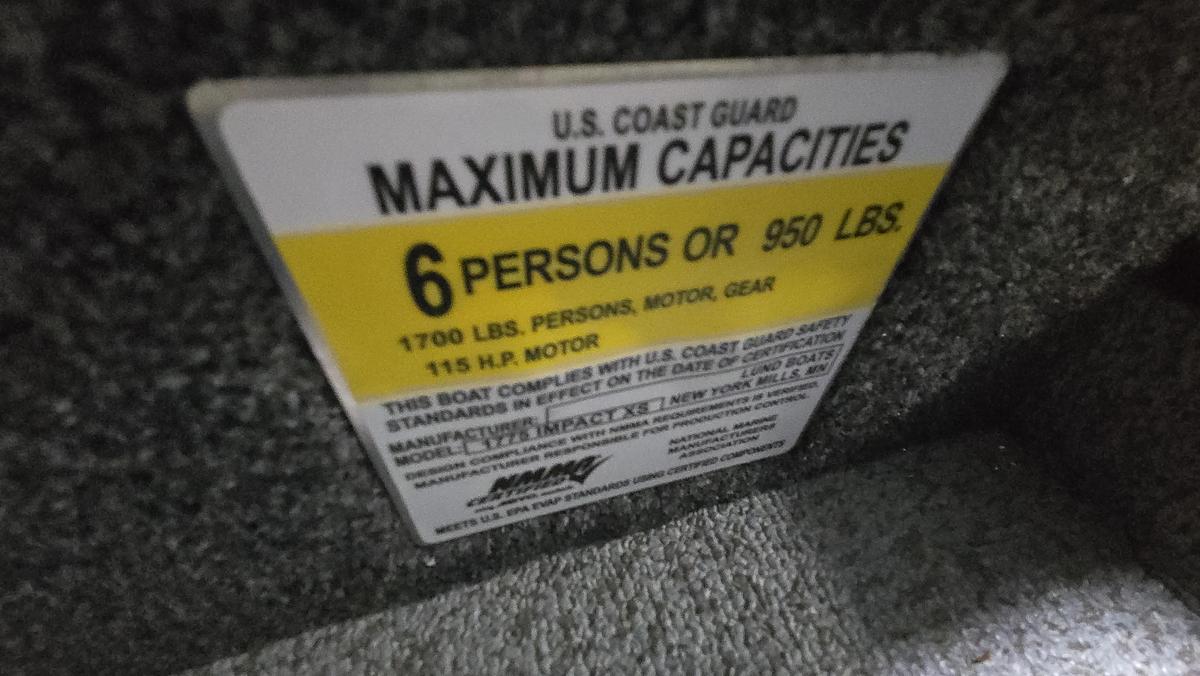 U.S. COAST GUARD
MAXIMUM CAPACITIES
6 PERSONS OR 950 LBS.
1700 LBS. PERSONS, MOTOR, GEAR
115 H.P. MOTOR
THIS BOAT COMPLIES WITH U.S. COAST GUARD SAFETY
STANDARDS IN EFFECT ON THE DATE OF CERTIFICATION
MANUFACTURER: LUND BOATS
NEW YORK MILLS, MN
MODEL: 1775 IMPACT XS
DESIGN COMPLIANCE WITH NMMA REQUIREMENTS IS VERIFIED.
MANUFACTURER RESPONSIBLE FOR PRODUCTION CONTROL.
NMMA
CERTIFIED
NATIONAL MARINE
MANUFACTURERS
ASSOCIATION
MEETS U.S. EPA EVAP STANDARDS USING CERTIFIED COMPONENTS